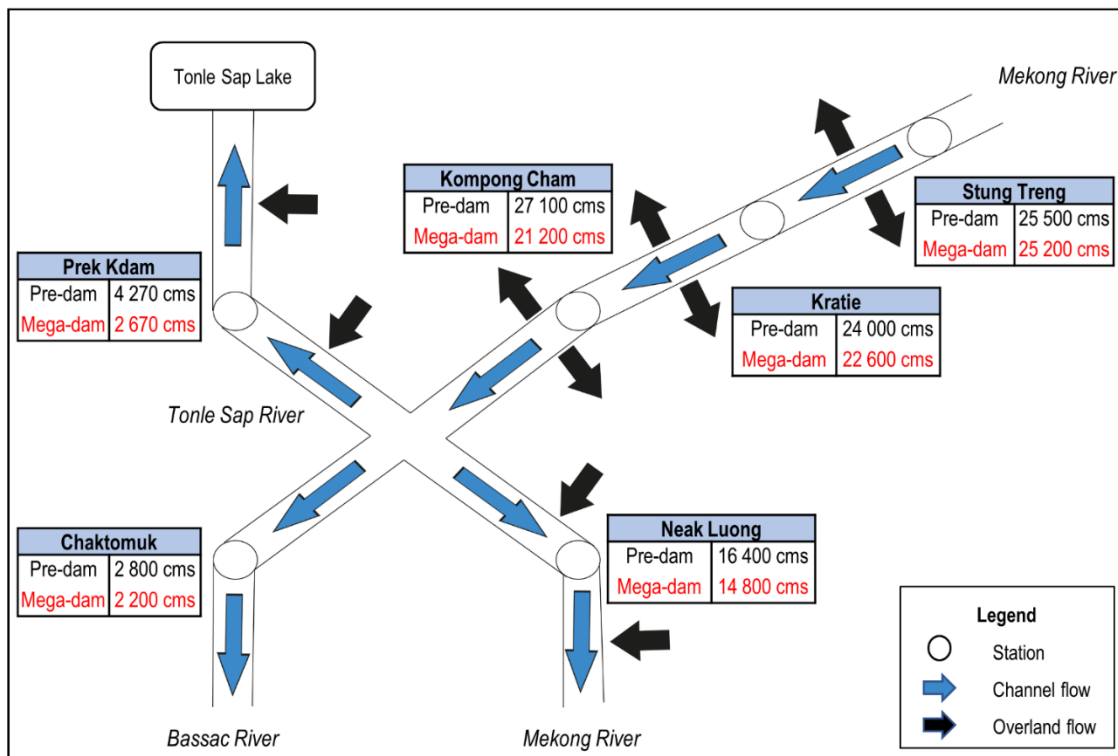 Tonle Sap Lake
Mekong River
Kompong Cham
Pre-dam 27 100 cms
Mega-dam 21 200 cms
Stung Treng
Pre-dam 25 500 cms
Mega-dam 25 200 cms
Prek Kdam
Pre-dam 4 270 cms
Mega-dam 2 670 cms
Kratie
Pre-dam 24 000 cms
Mega-dam 22 600 cms
Tonle Sap River
Chaktomuk
Pre-dam 2 800 cms
Mega-dam 2 200 cms
Neak Luong
Pre-dam 16 400 cms
Mega-dam 14 800 cms
Legend
Station
Channel flow
Overland flow
Bassac River
Mekong River